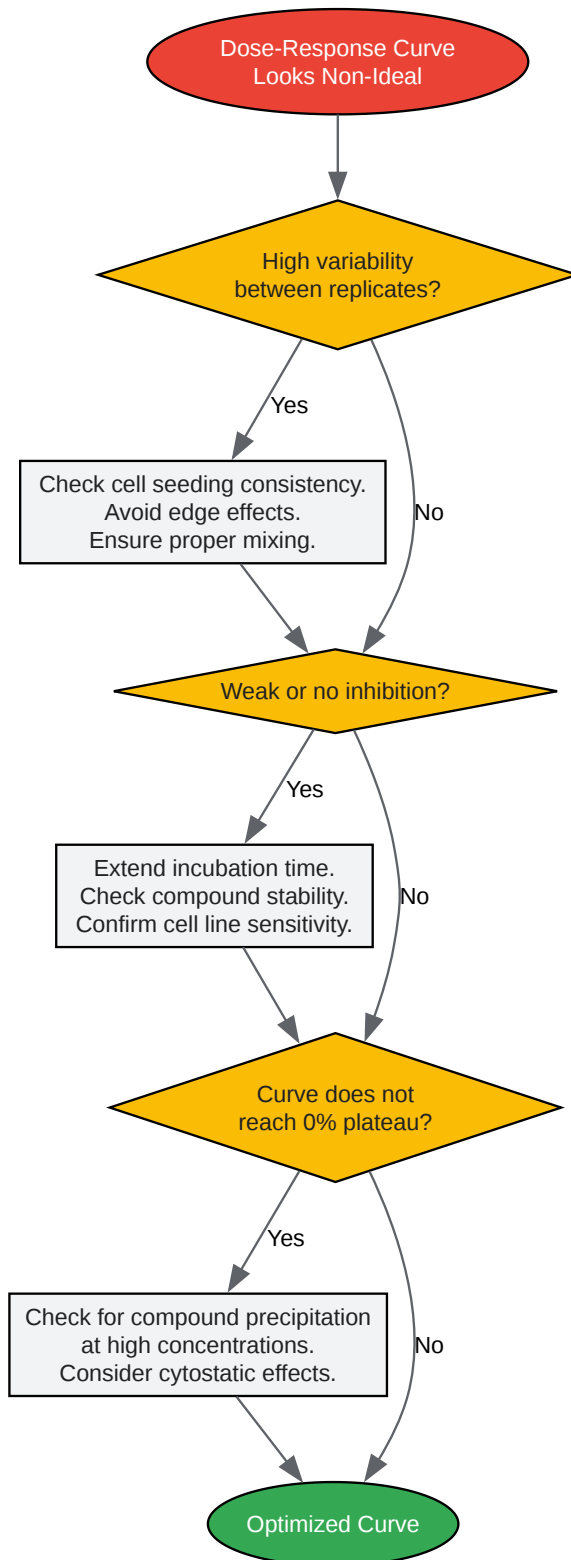 Dose-Response Curve
Looks Non-Ideal
High variability
between replicates?
Yes
Check cell seeding consistency.
Avoid edge effects.
Ensure proper mixing.
No
Weak or no inhibition?
Yes
Extend incubation time.
Check compound stability.
Confirm cell line sensitivity.
No
Curve does not
reach 0% plateau?
Yes
Check for compound precipitation
at high concentrations.
Consider cytostatic effects.
No
Optimized Curve